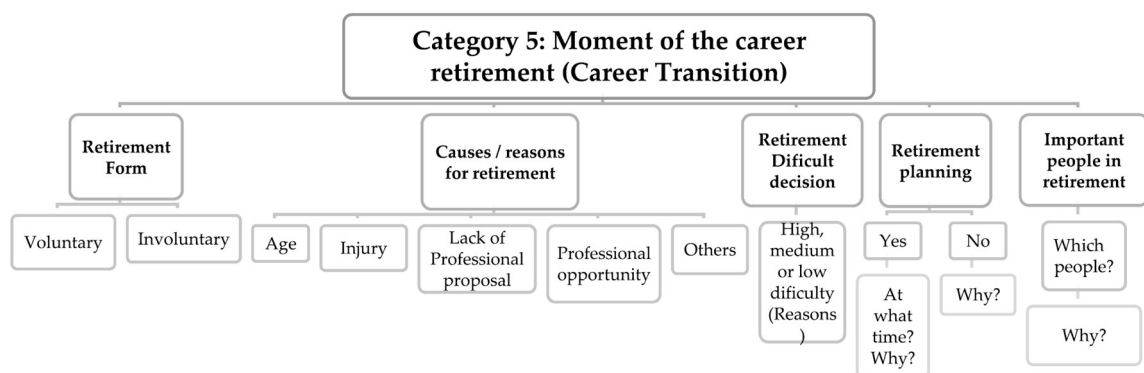 Category 5: Moment of the career
retirement (Career Transition)
Retirement
Form
Causes / reasons
for retirement
Retirement
Dificult
decision
Retirement
planning
Important
people in
retirement
Voluntary
Involuntary
Age
Injury
Lack of
Professional
proposal
Professional
opportunity
Others
High,
medium
or low
dificulty
(Reasons
)
Yes
No
Which
people?
At
what
time?
Why?
Why?
Why?